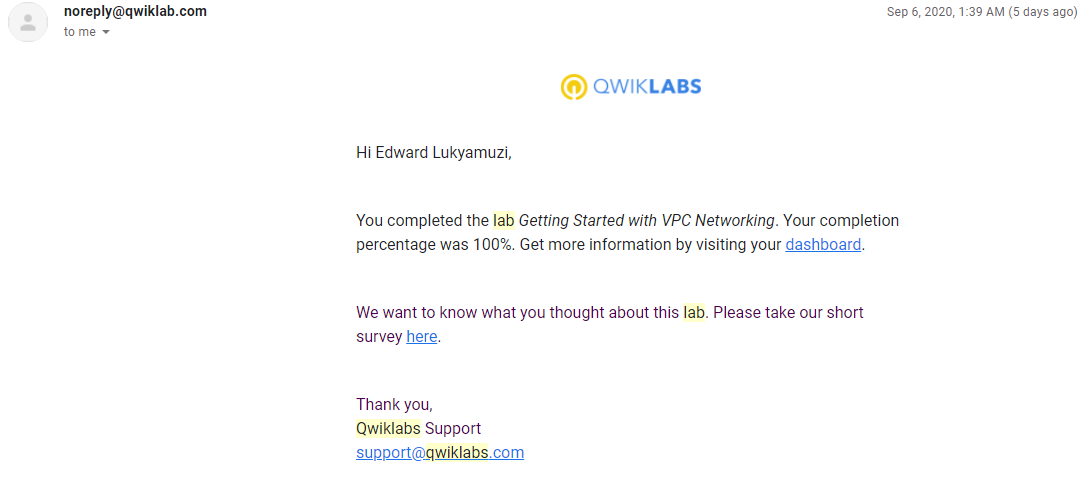 noreply@qwiklab.com
Sep 6, 2020, 1:39 AM (5 days ago)
to me
QWIKLABS
Hi Edward Lukyamuzi,
You completed the lab Getting Started with VPC Networking. Your completion
percentage was 100%. Get more information by visiting your dashboard.
We want to know what you thought about this lab. Please take our short
survey here.
Thank you,
Qwiklabs Support
support@qwiklabs.com